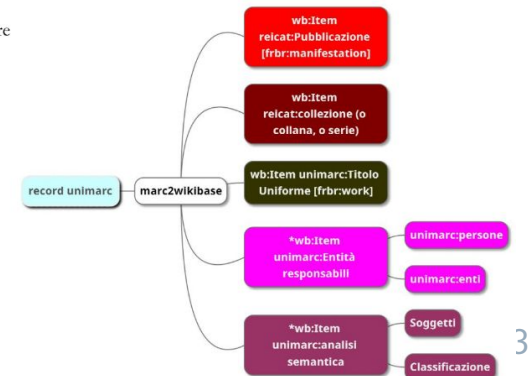 re
wb:Item
reicat:Pubblicazione
[frbr:manifestation]
wb:Item
reicat:collezione (o
collana, o serie)
record unimarc
marc2wikibase
wb:Item unimarc:Titolo
Uniforme [frbr:work]
*wb:Item
unimarc:Entità
responsabili
unimarc:persone
unimarc:enti
*wb:Item
unimarc:analisi
semantica
Soggetti
Classificazione
3